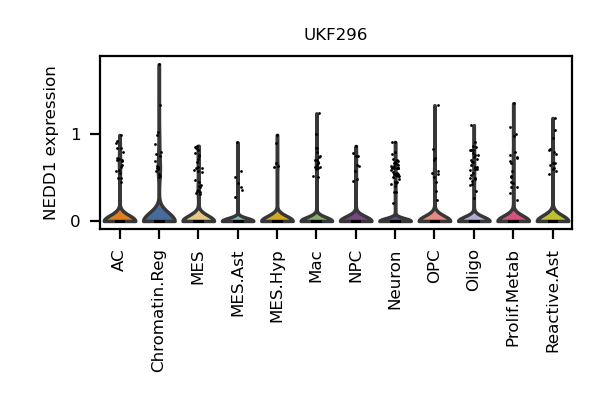 UKF296
NEDD1 expression
1
0
AC
Chromatin.Reg
MES
MES.Ast
MES.Hyp
Mac
NPC
Neuron
OPC
Oligo
Prolif.Metab
Reactive.Ast